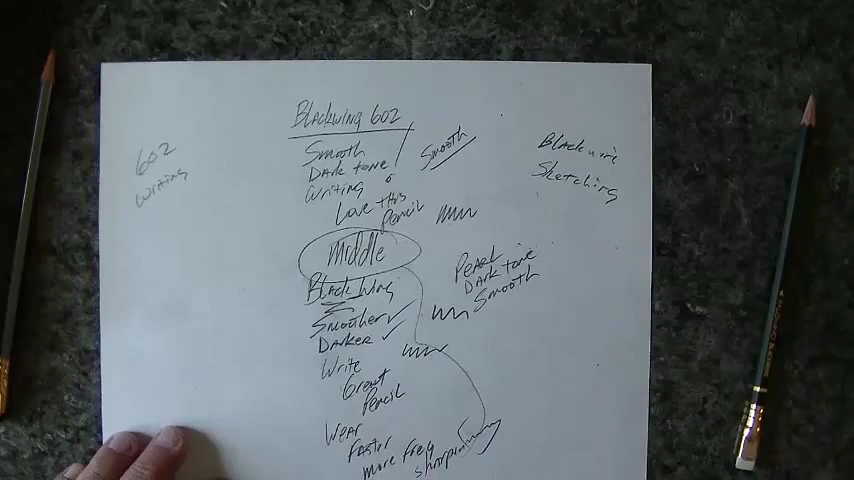 Blackwing 602
Smooth
Dark tone
Writing
Love this
Pencil
Smooth
602
Writing
Blackwing
Sketching
Middle
Blackwing
Smoother
Darker
Write
Great
Pencil
Wear
Faster
more freq
Pearl
Dark tone
Smooth